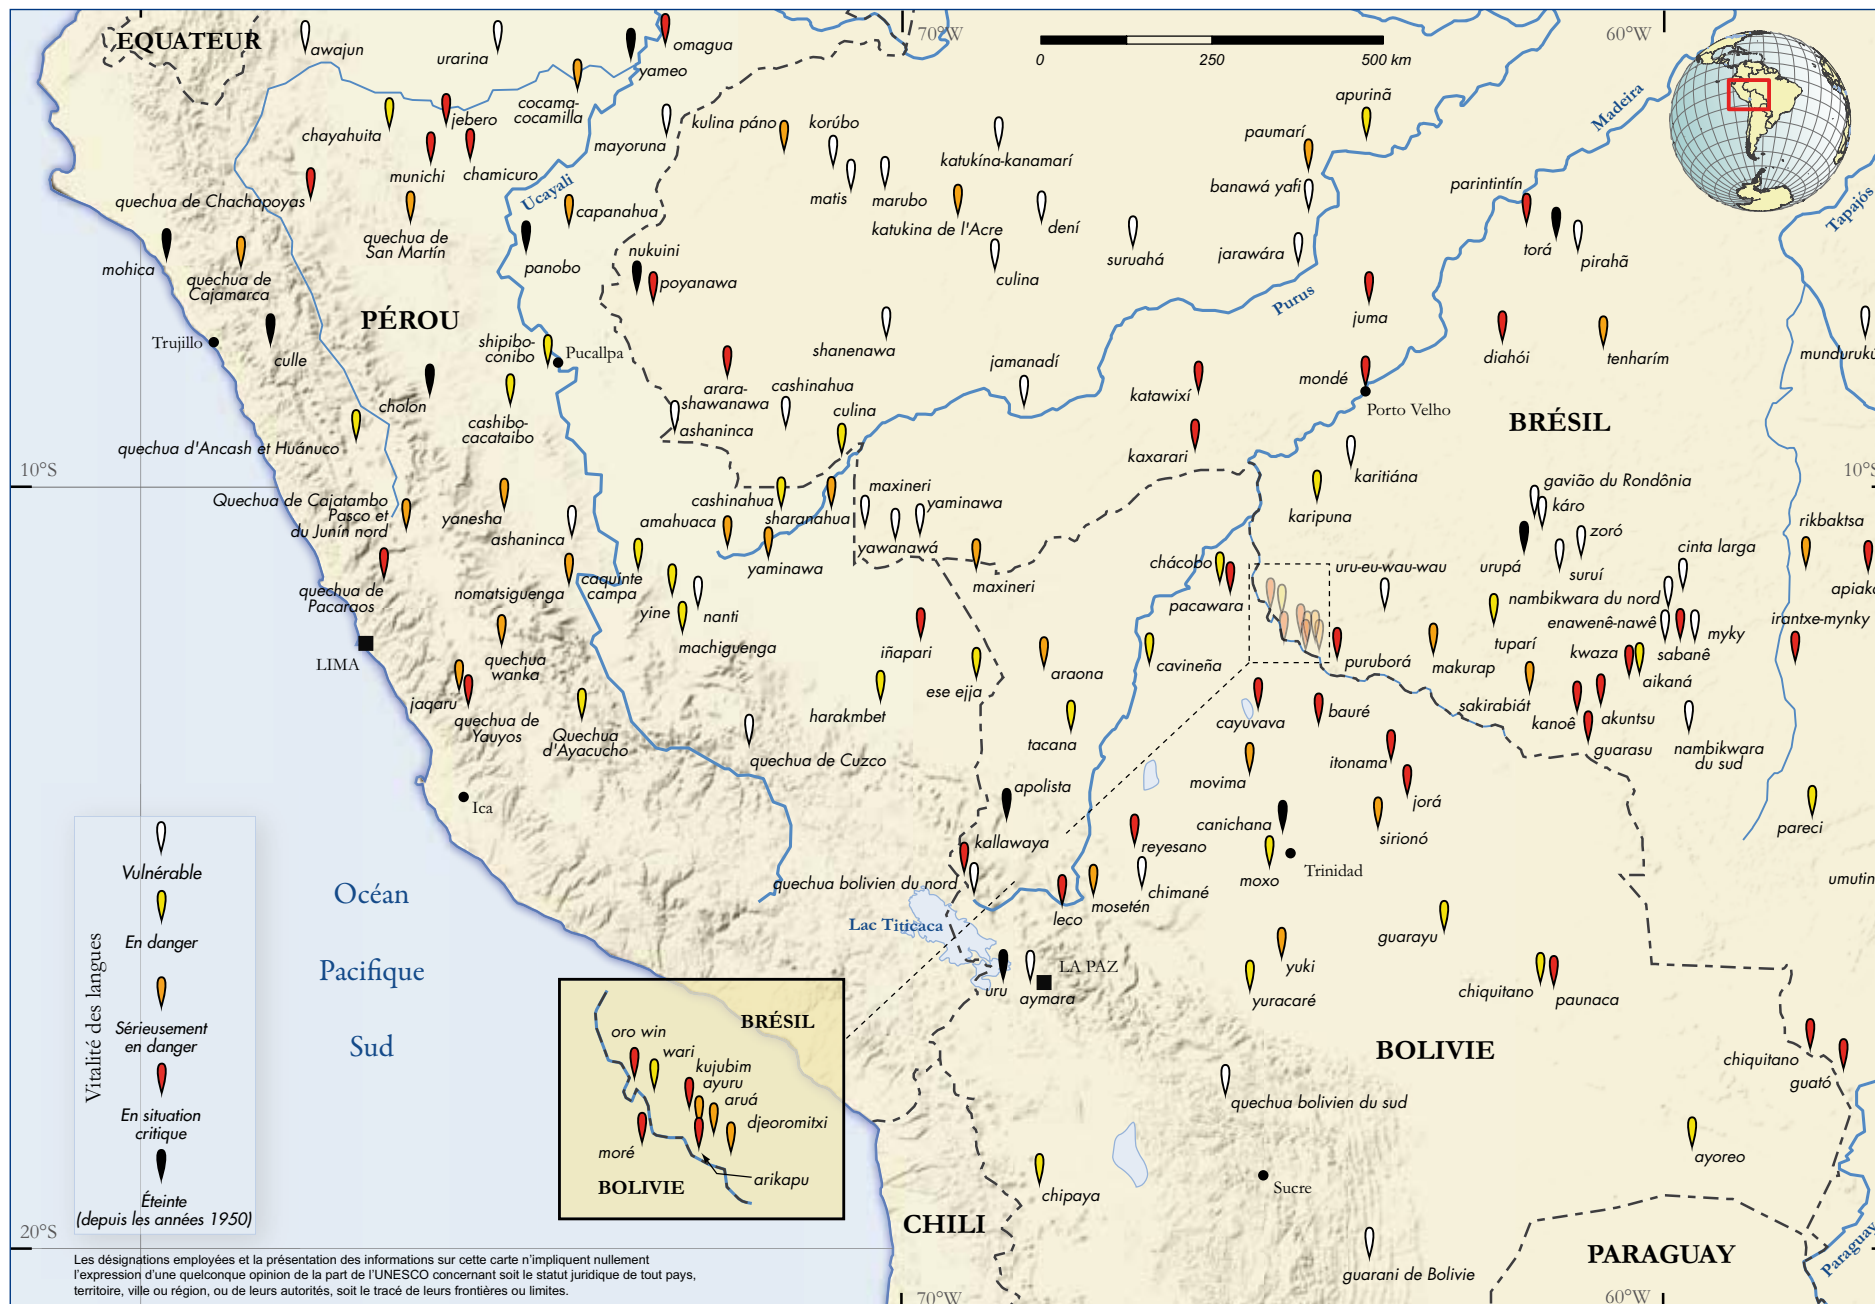 EQUATEUR
awajun
urarina
yameo
omagua
70°W
0
250
500 km
60°W
Madeira
Tapajós
chayahuita
jebero
cocama-
cocamilla
mayoruna
kulina páno
korúbo
katukína-kanamarí
paumarí
apurinã
munichi
chamicuro
Ucayali
matis
marubo
banawá yafi
parintintín
quechua de Chachapoyas
quechua de
San Martín
capanahua
katukina de l'Acre
dení
suruahá
jarawára
torá
pirahã
mohica
quechua de
Cajamarca
panobo
nukuini
poyanawa
culina
Purus
juma
PÉROU
Trujillo
culle
shipibo-
conibo
Pucallpa
shanenawa
jamanadí
diahói
tenharím
mundurukú
cholon
cashibo-
cacataibo
arara-
shawanawa
cashinahua
culina
katawixí
mondé
Porto Velho
BRÉSIL
quechua d'Ancash et Huánuco
ashaninca
kaxarari
karitiána
10°S
10°S
Quechua de Cajatambo
Pasco et
du Junín nord
yanesha
ashaninca
cashinahua
amahuaca
sharanahua
maxineri
yaminawa
yawanawá
karipuna
gavião du Rondônia
káro
zoró
rikbaktsa
quechua de
Pacaraos
nomatsiguenga
caquinte
campa
yaminawa
maxineri
chácobo
pacawara
uru-eu-wau-wau
urupá
suruí
cinta larga
apiaká
yine
nanti
machiguenga
nambikwara du nord
enawenê-nawê
myky
irantxe-mynky
LIMA
quechua
wanka
iñapari
ese ejja
araona
cavineña
puruborá
makurap
tuparí
kwaza
sabanê
aikaná
jaqaru
quechua de
Yauyos
Quechua
d'Ayacucho
harakmbet
tacana
cayuvava
bauré
sakirabiát
kanoê
akuntsu
guarasu
nambikwara
du sud
quechua de Cuzco
movima
itonama
jorá
Ica
apolista
canichana
sirionó
pareci
kallawaya
reyesano
moxo
Trinidad
quechua bolivien du nord
leco
mosetén
chimané
umutin
Lac Titicaca
guarayu
uru
aymara
LA PAZ
yuki
yuracaré
chiquitano
paunaca
Océan
Pacifique
Sud
BOLIVIE
chiquitano
guató
quechua bolivien du sud
ayoreo
chipaya
Sucre
CHILI
guarani de Bolivie
PARAGUAY
Paraguay
Vitalité des langues
Vulnérable
En danger
Sérieusement
en danger
En situation
critique
Éteinte
(depuis les années 1950)
BRÉSIL
oro win
wari
kujubim
ayuru
aruá
djeoromitxi
moré
arikapu
BOLIVIE
20°S
Les désignations employées et la présentation des informations sur cette carte n'impliquent nullement
l'expression d'une quelconque opinion de la part de l'UNESCO concernant soit le statut juridique de tout pays,
territoire, ville ou région, ou de leurs autorités, soit le tracé de leurs frontières ou limites.
70°W
60°W